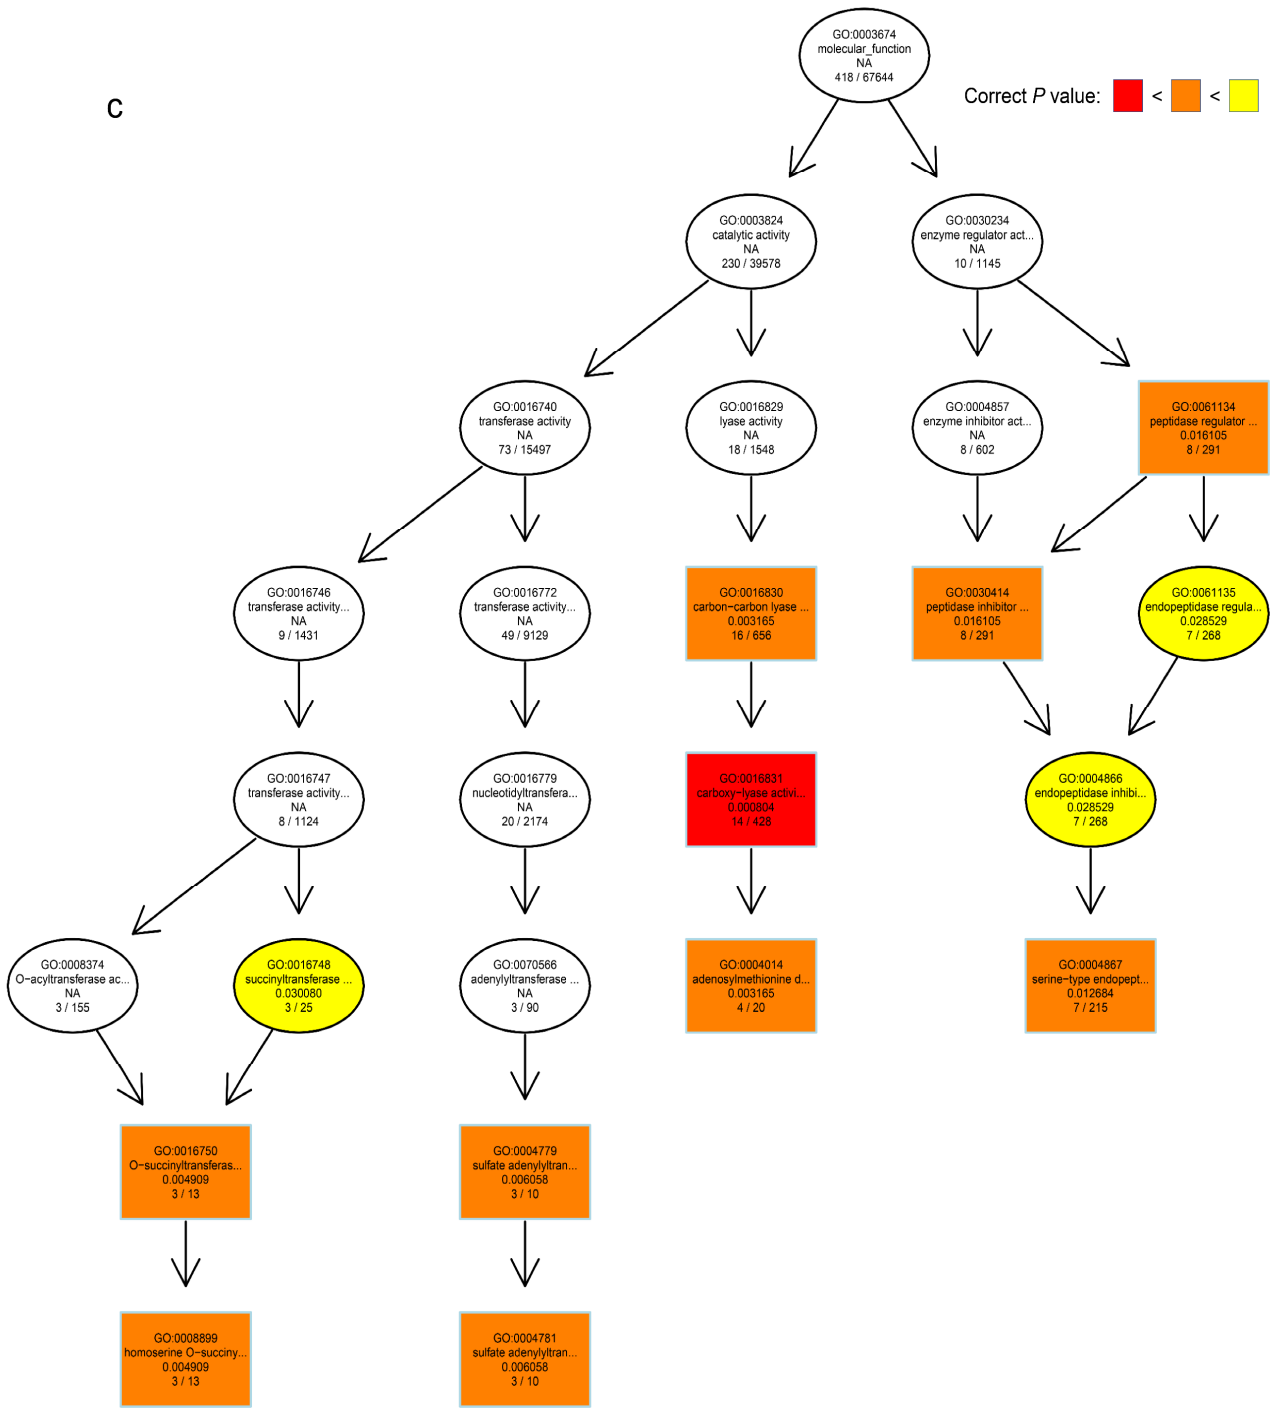 GO:0003674
molecular_function
NA
418 / 67644
Correct P value: < <
c
GO:0003824
catalytic activity
NA
230 / 39578
GO:0030234
enzyme regulator act...
NA
10 / 1145
GO:0016740
transferase activity
NA
73 / 15497
GO:0016829
lyase activity
NA
18 / 1548
GO:0004857
enzyme inhibitor act...
NA
8 / 602
GO:0061134
peptidase regulator ...
0.016105
8 / 291
GO:0016746
transferase activity...
NA
9 / 1431
GO:0016772
transferase activity...
NA
49 / 9129
GO:0016830
carbon−carbon lyase ...
0.003165
16 / 656
GO:0030414
peptidase inhibitor ...
0.016105
8 / 291
GO:0061135
endopeptidase regula...
0.028529
7 / 268
GO:0016747
transferase activity...
NA
8 / 1124
GO:0016779
nucleotidyltransfera...
NA
20 / 2174
GO:0016831
carboxy−lyase activi...
0.000804
14 / 428
GO:0004866
endopeptidase inhibi...
0.028529
7 / 268
GO:0008374
O−acyltransferase ac...
NA
3 / 155
GO:0016748
succinyltransferase ...
0.030080
3 / 25
GO:0070566
adenylyltransferase ...
NA
3 / 90
GO:0004014
adenosylmethionine d...
0.003165
4 / 20
GO:0004867
serine−type endopept...
0.012684
7 / 215
GO:0016750
O−succinyltransferas...
0.004909
3 / 13
GO:0004779
sulfate adenylyltran...
0.006058
3 / 10
GO:0008899
homoserine O−succiny...
0.004909
3 / 13
GO:0004781
sulfate adenylyltran...
0.006058
3 / 10